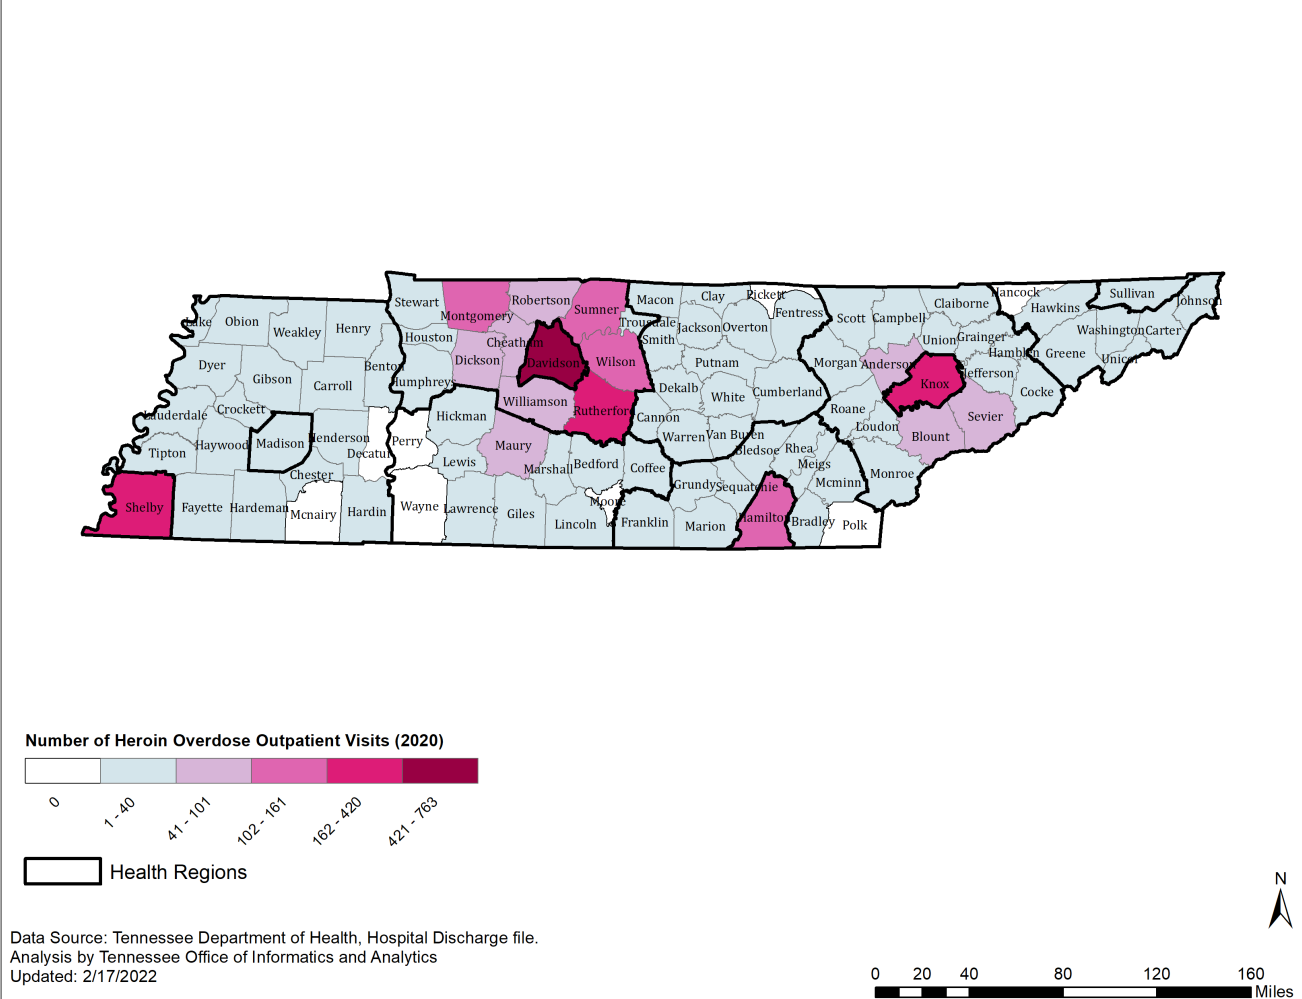 Stewart
Montgomery
Robertson
Sumner
Macon
Clay
Pickett
Fentress
Scott
Campbell
Claiborne
Hancock
Hawkins
Sullivan
Johnson
Lake
Obion
Weakley
Henry
Houston
Cheatham
Trousdale
Smith
Jackson
Overton
Union
Grainger
Hamblen
Greene
Washington
Carter
Unicoi
Dyer
Gibson
Carroll
Benton
Humphreys
Dickson
Davidson
Wilson
Putnam
Morgan
Anderson
Knox
Jefferson
Cocke
Lauderdale
Crockett
Williamson
Rutherford
Dekalb
White
Cumberland
Roane
Loudon
Blount
Sevier
Tipton
Haywood
Madison
Henderson
Decatur
Perry
Hickman
Maury
Lewis
Marshall
Bedford
Cannon
Coffee
Warren
Van Buren
Bledsoe
Rhea
Meigs
Mcminn
Monroe
Shelby
Fayette
Hardeman
Chester
Mcnairy
Hardin
Wayne
Lawrence
Giles
Lincoln
Moore
Franklin
Grundy
Sequatchie
Marion
Hamilton
Bradley
Polk
Number of Heroin Overdose Outpatient Visits (2020)
0
1 - 40
41 - 101
102 - 161
162 - 420
421 - 763
Health Regions
N
Data Source: Tennessee Department of Health, Hospital Discharge file.
Analysis by Tennessee Office of Informatics and Analytics
Updated: 2/17/2022
0 20 40 80 120 160
Miles